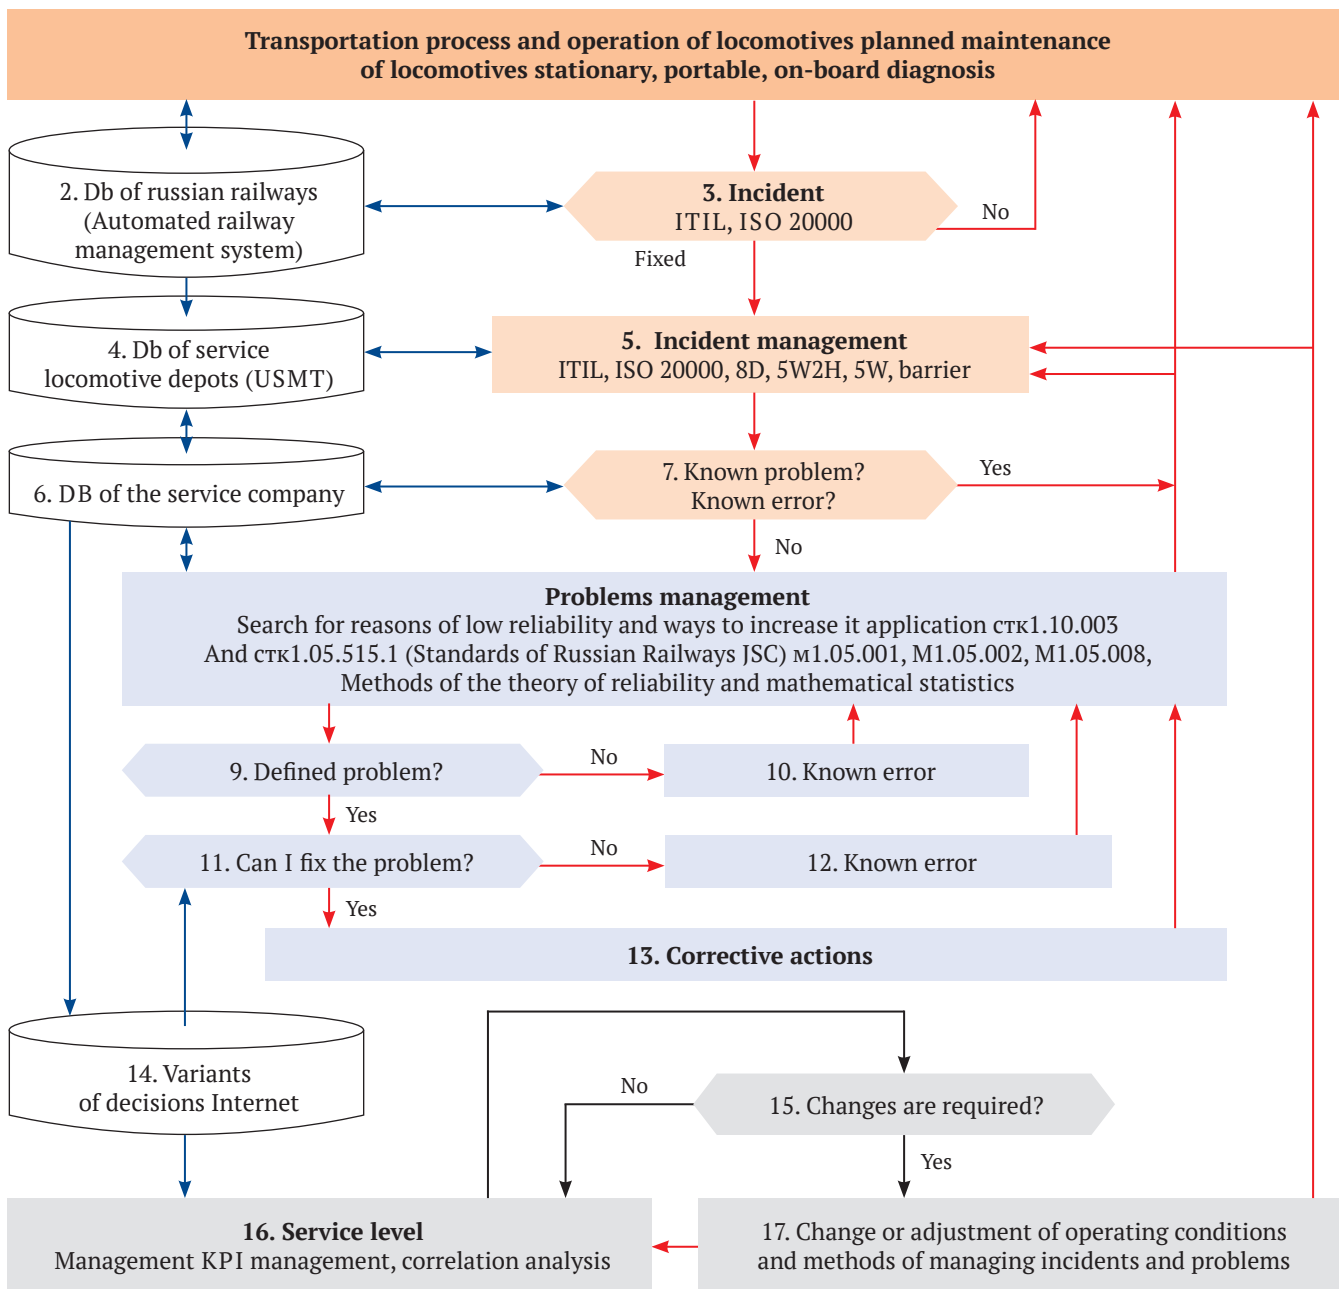 Transportation process and operation of locomotives planned maintenance
of locomotives stationary, portable, on-board diagnosis
2. Db of russian railways
(Automated railway
management system)
3. Incident
ITIL, ISO 20000
No
Fixed
4. Db of service
locomotive depots (USMT)
5. Incident management
ITIL, ISO 20000, 8D, 5W2H, 5W, barrier
6. DB of the service company
7. Known problem?
Known error?
Yes
No
Problems management
Search for reasons of low reliability and ways to increase it application стк1.10.003
And стк1.05.515.1 (Standards of Russian Railways JSC) м1.05.001, М1.05.002, М1.05.008,
Methods of the theory of reliability and mathematical statistics
9. Defined problem?
No
10. Known error
Yes
11. Can I fix the problem?
No
12. Known error
Yes
13. Corrective actions
14. Variants
of decisions Internet
No
15. Changes are required?
Yes
16. Service level
Management KPI management, correlation analysis
17. Change or adjustment of operating conditions
and methods of managing incidents and problems